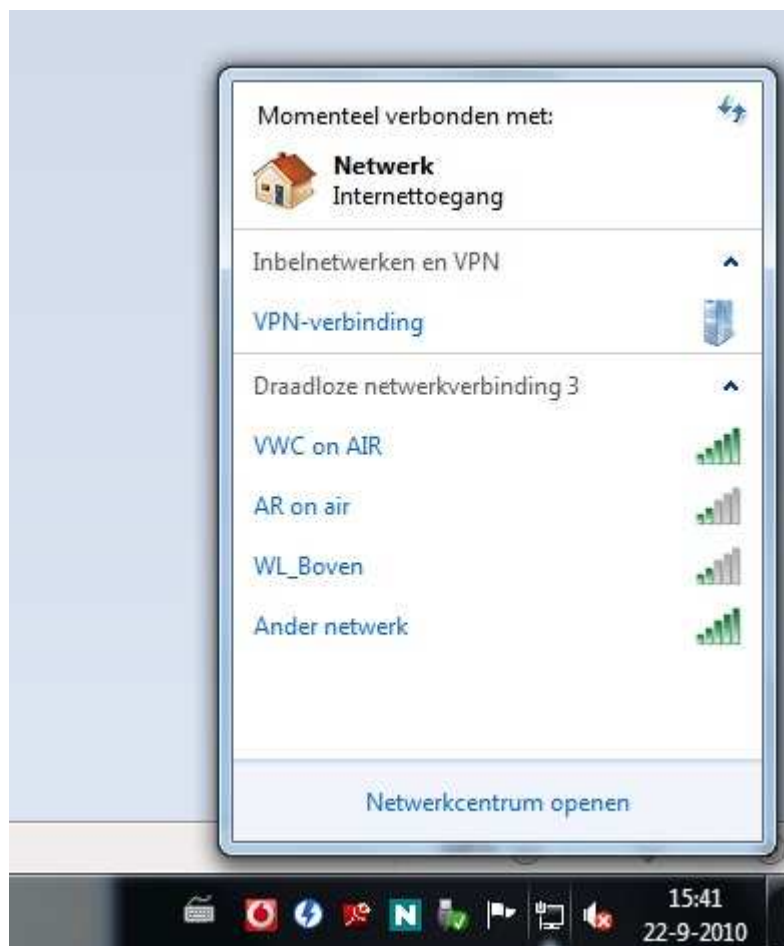 Momenteel verbonden met:
Netwerk
Internettoegang
Inbelnetwerken en VPN
VPN-verbinding
Draadloze netwerkverbinding 3
VWC on AIR
AR on air
WL_Boven
Ander netwerk
Netwerkcentrum openen
N
15:41
22-9-2010